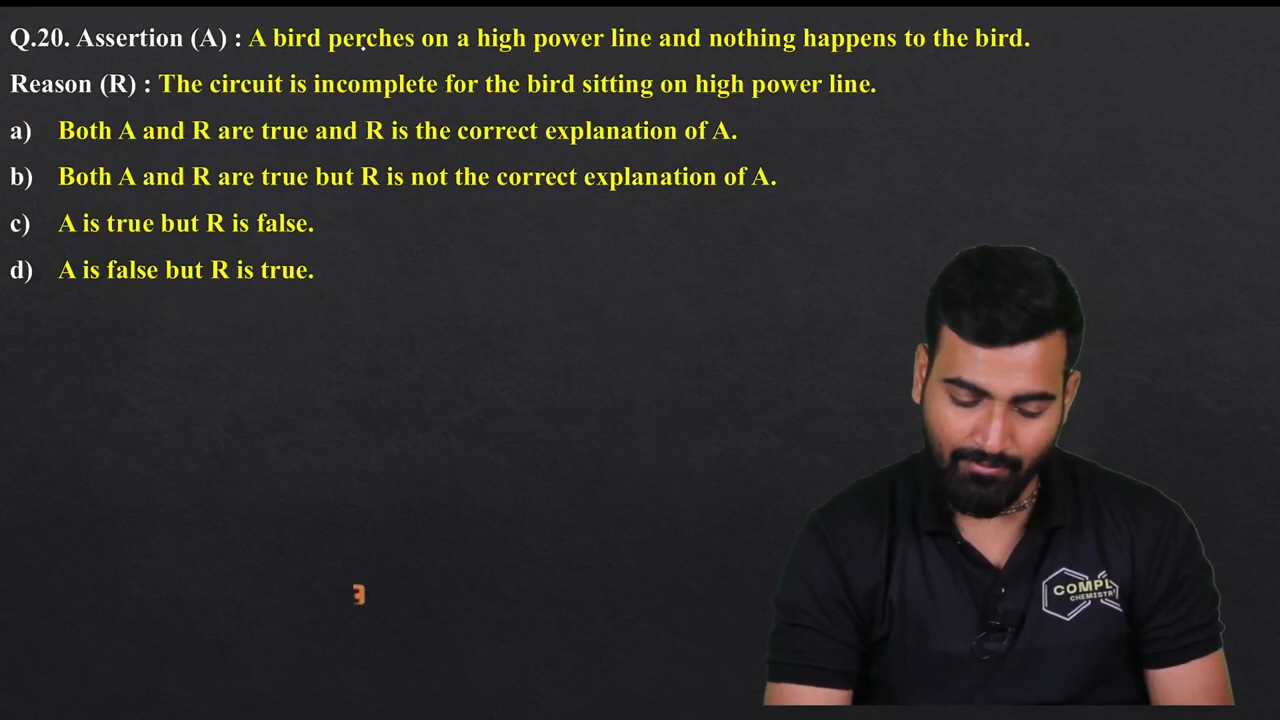 Q.20. Assertion (A) : A bird perches on a high power line and nothing happens to the bird.
Reason (R) : The circuit is incomplete for the bird sitting on high power line.
a) Both A and R are true and R is the correct explanation of A.
b) Both A and R are true but R is not the correct explanation of A.
c) A is true but R is false.
d) A is false but R is true.
COMPL
CHEMISTRY